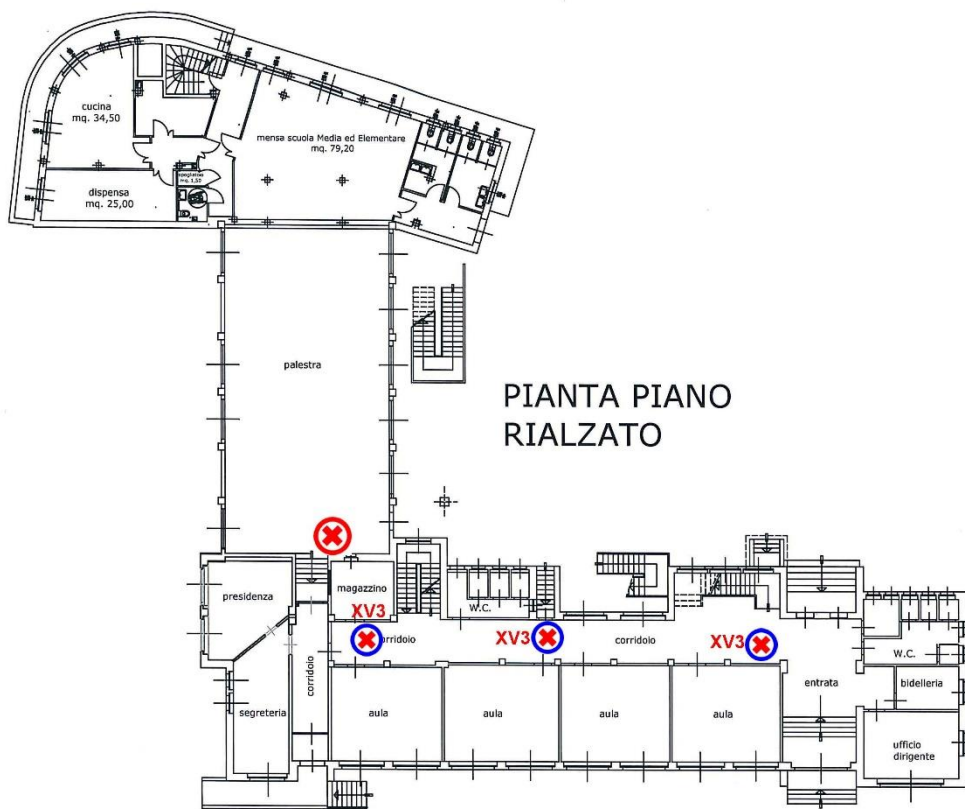 cucina
mq. 34,50
mensa scuola Media ed Elementare
mq. 79,20
dispensa
mq. 25,00
palestra
PIANTA PIANO
RIALZATO
presidenza
magazzino
XV3
W.C.
XV3
corridoio
XV3
W.C.
corridoio
segreteria
aula
aula
aula
aula
entrata
bidelleria
ufficio
dirigente